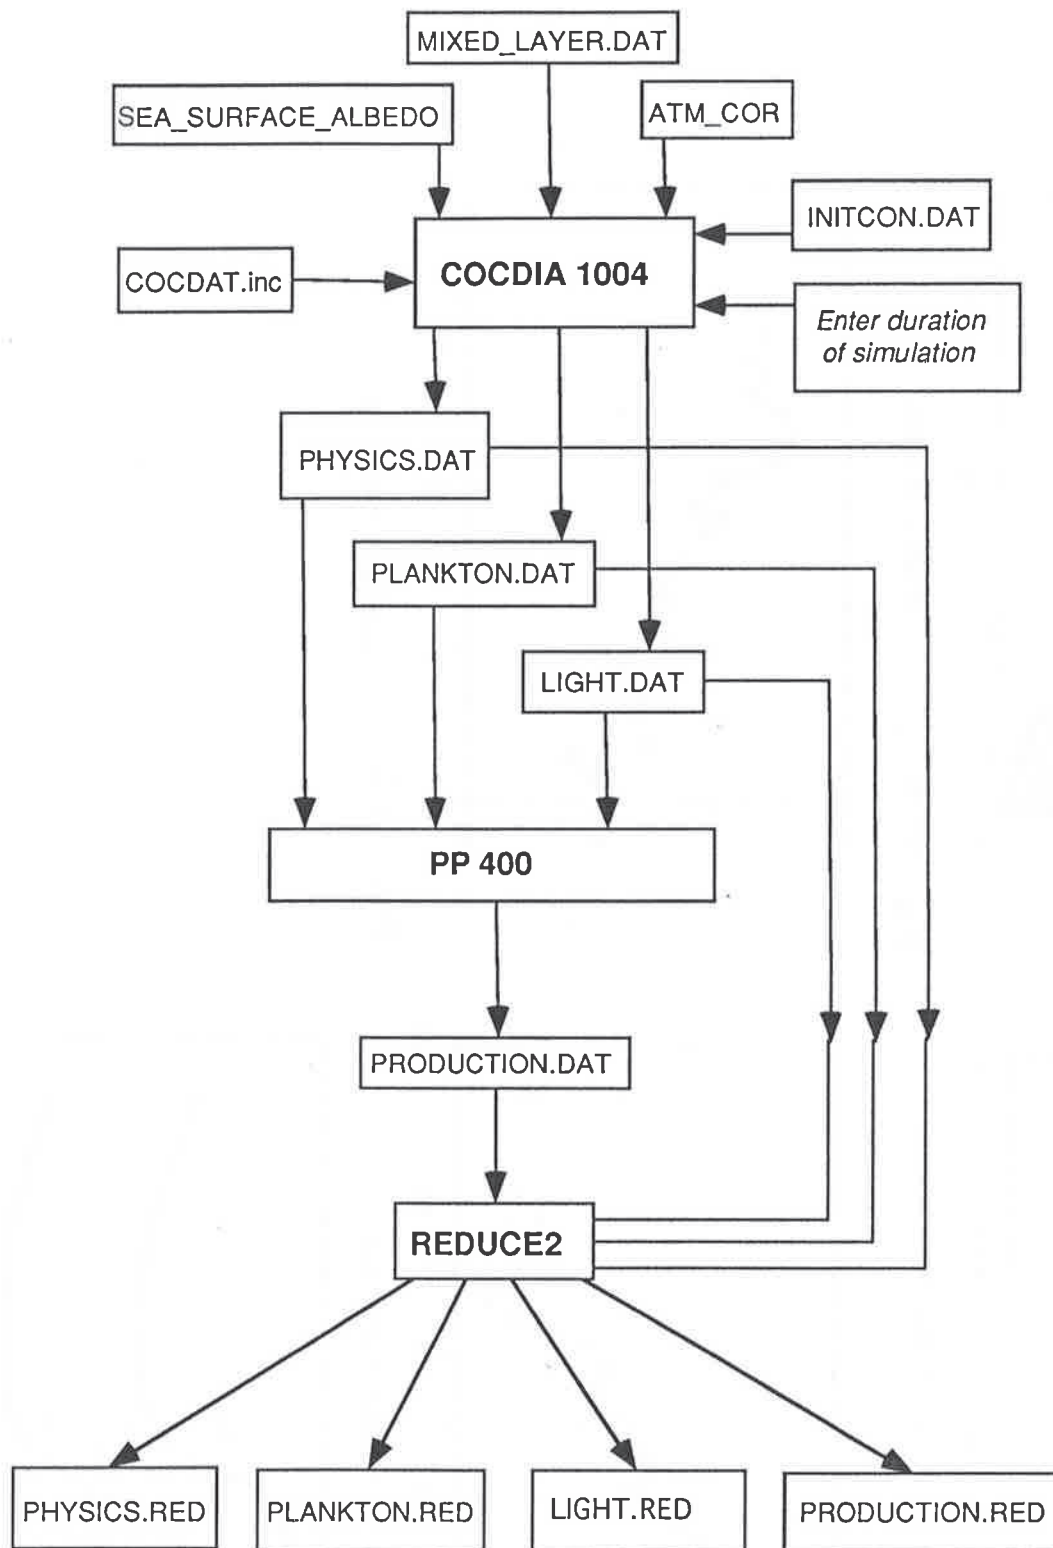 MIXED_LAYER.DAT
SEA_SURFACE_ALBEDO
ATM_COR
INITCON.DAT
COCDIA 1004
COCDAT.inc
Enter duration
of simulation
PHYSICS.DAT
PLANKTON.DAT
LIGHT.DAT
PP 400
PRODUCTION.DAT
REDUCE2
PHYSICS.RED
PLANKTON.RED
LIGHT.RED
PRODUCTION.RED